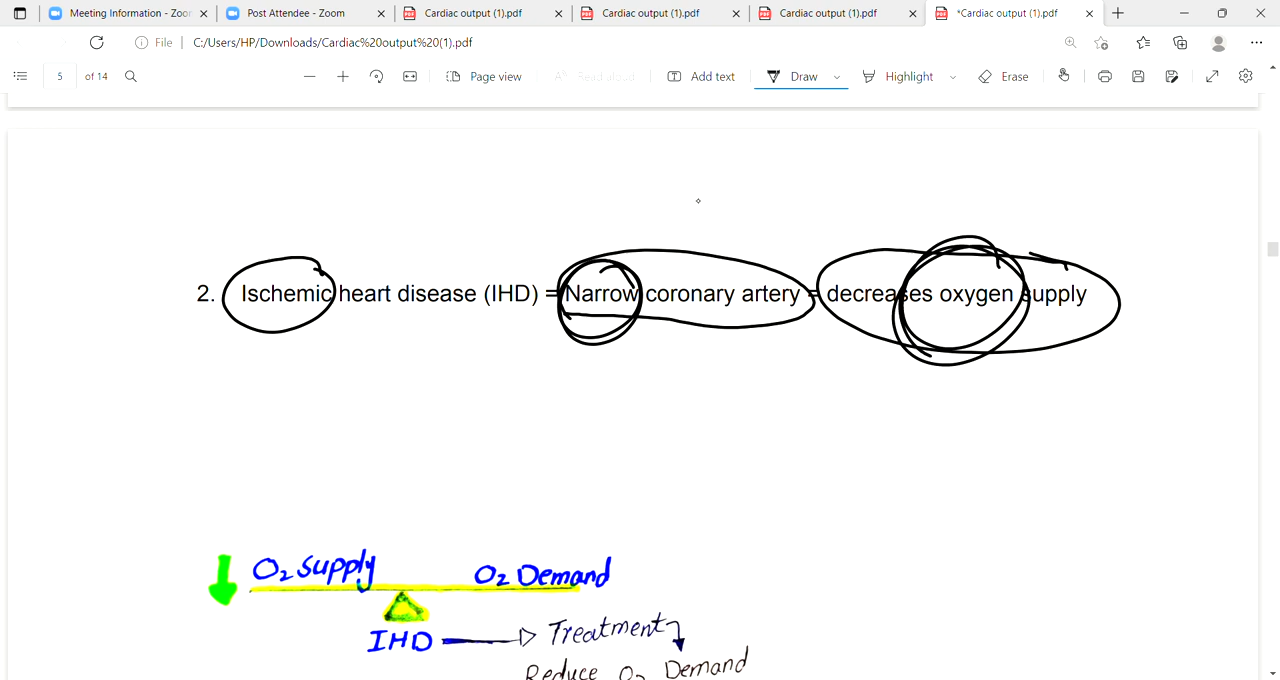 Meeting Information - Zoor
Post Attendee - Zoom
Cardiac output (1).pdf
Cardiac output (1).pdf
Cardiac output (1).pdf
*Cardiac output (1).pdf
File
C:/Users/HP/Downloads/Cardiac%20output%20(1).pdf
5 of 14
Page view
Read aloud
Add text
Draw
Highlight
Erase
2. Ischemic heart disease (IHD) = Narrow coronary artery = decreases oxygen supply
O2 Supply
O2 Demand
IHD
Treatment
Reduce O2 Demand